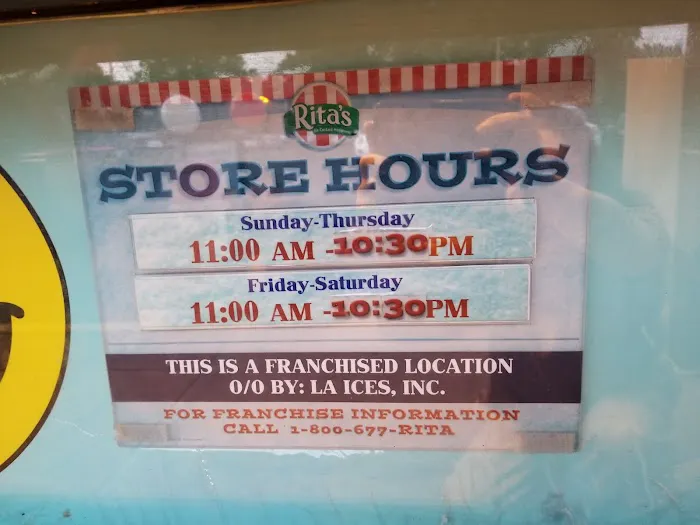 Rita's
STORE HOURS
Sunday-Thursday
11:00 AM -10:30PM
Friday-Saturday
11:00 AM -10:30PM
THIS IS A FRANCHISED LOCATION
O/O BY: LA ICES, INC.
FOR FRANCHISE INFORMATION
CALL 1-800-677-RITA